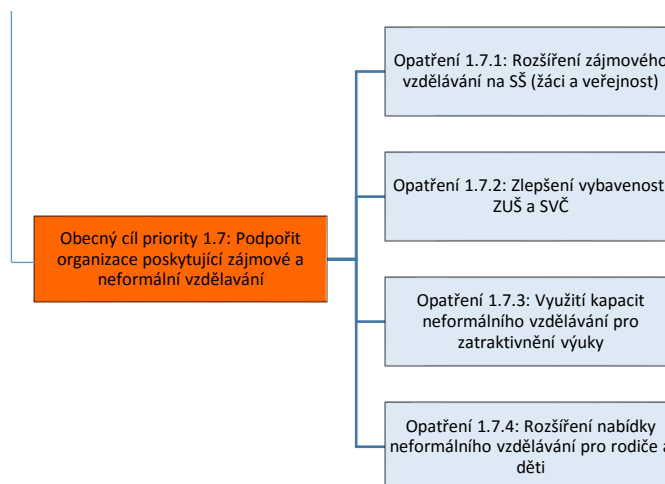 Opatření 1.7.1: Rozšíření zájmového
vzdělávání na SŠ (žáci a veřejnost)
Opatření 1.7.2: Zlepšení vybavenost
ZUŠ a SVČ
Obecný cíl priority 1.7: Podpořit
organizace poskytující zájmové a
neformální vzdělavání
Opatření 1.7.3: Využití kapacit
neformálního vzdělávání pro
zatraktivnění výuky
Opatření 1.7.4: Rozšíření nabídky
neformálního vzdělávání pro rodiče a
děti